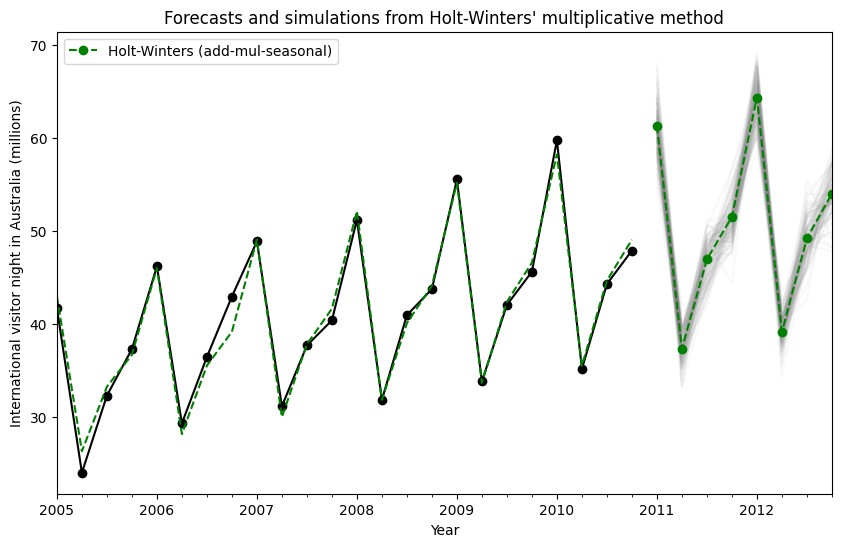 Forecasts and simulations from Holt-Winters' multiplicative method
Holt-Winters (add-mul-seasonal)
International visitor night in Australia (millions)
70
60
50
40
30
2005 2006 2007 2008 2009 2010 2011 2012
Year